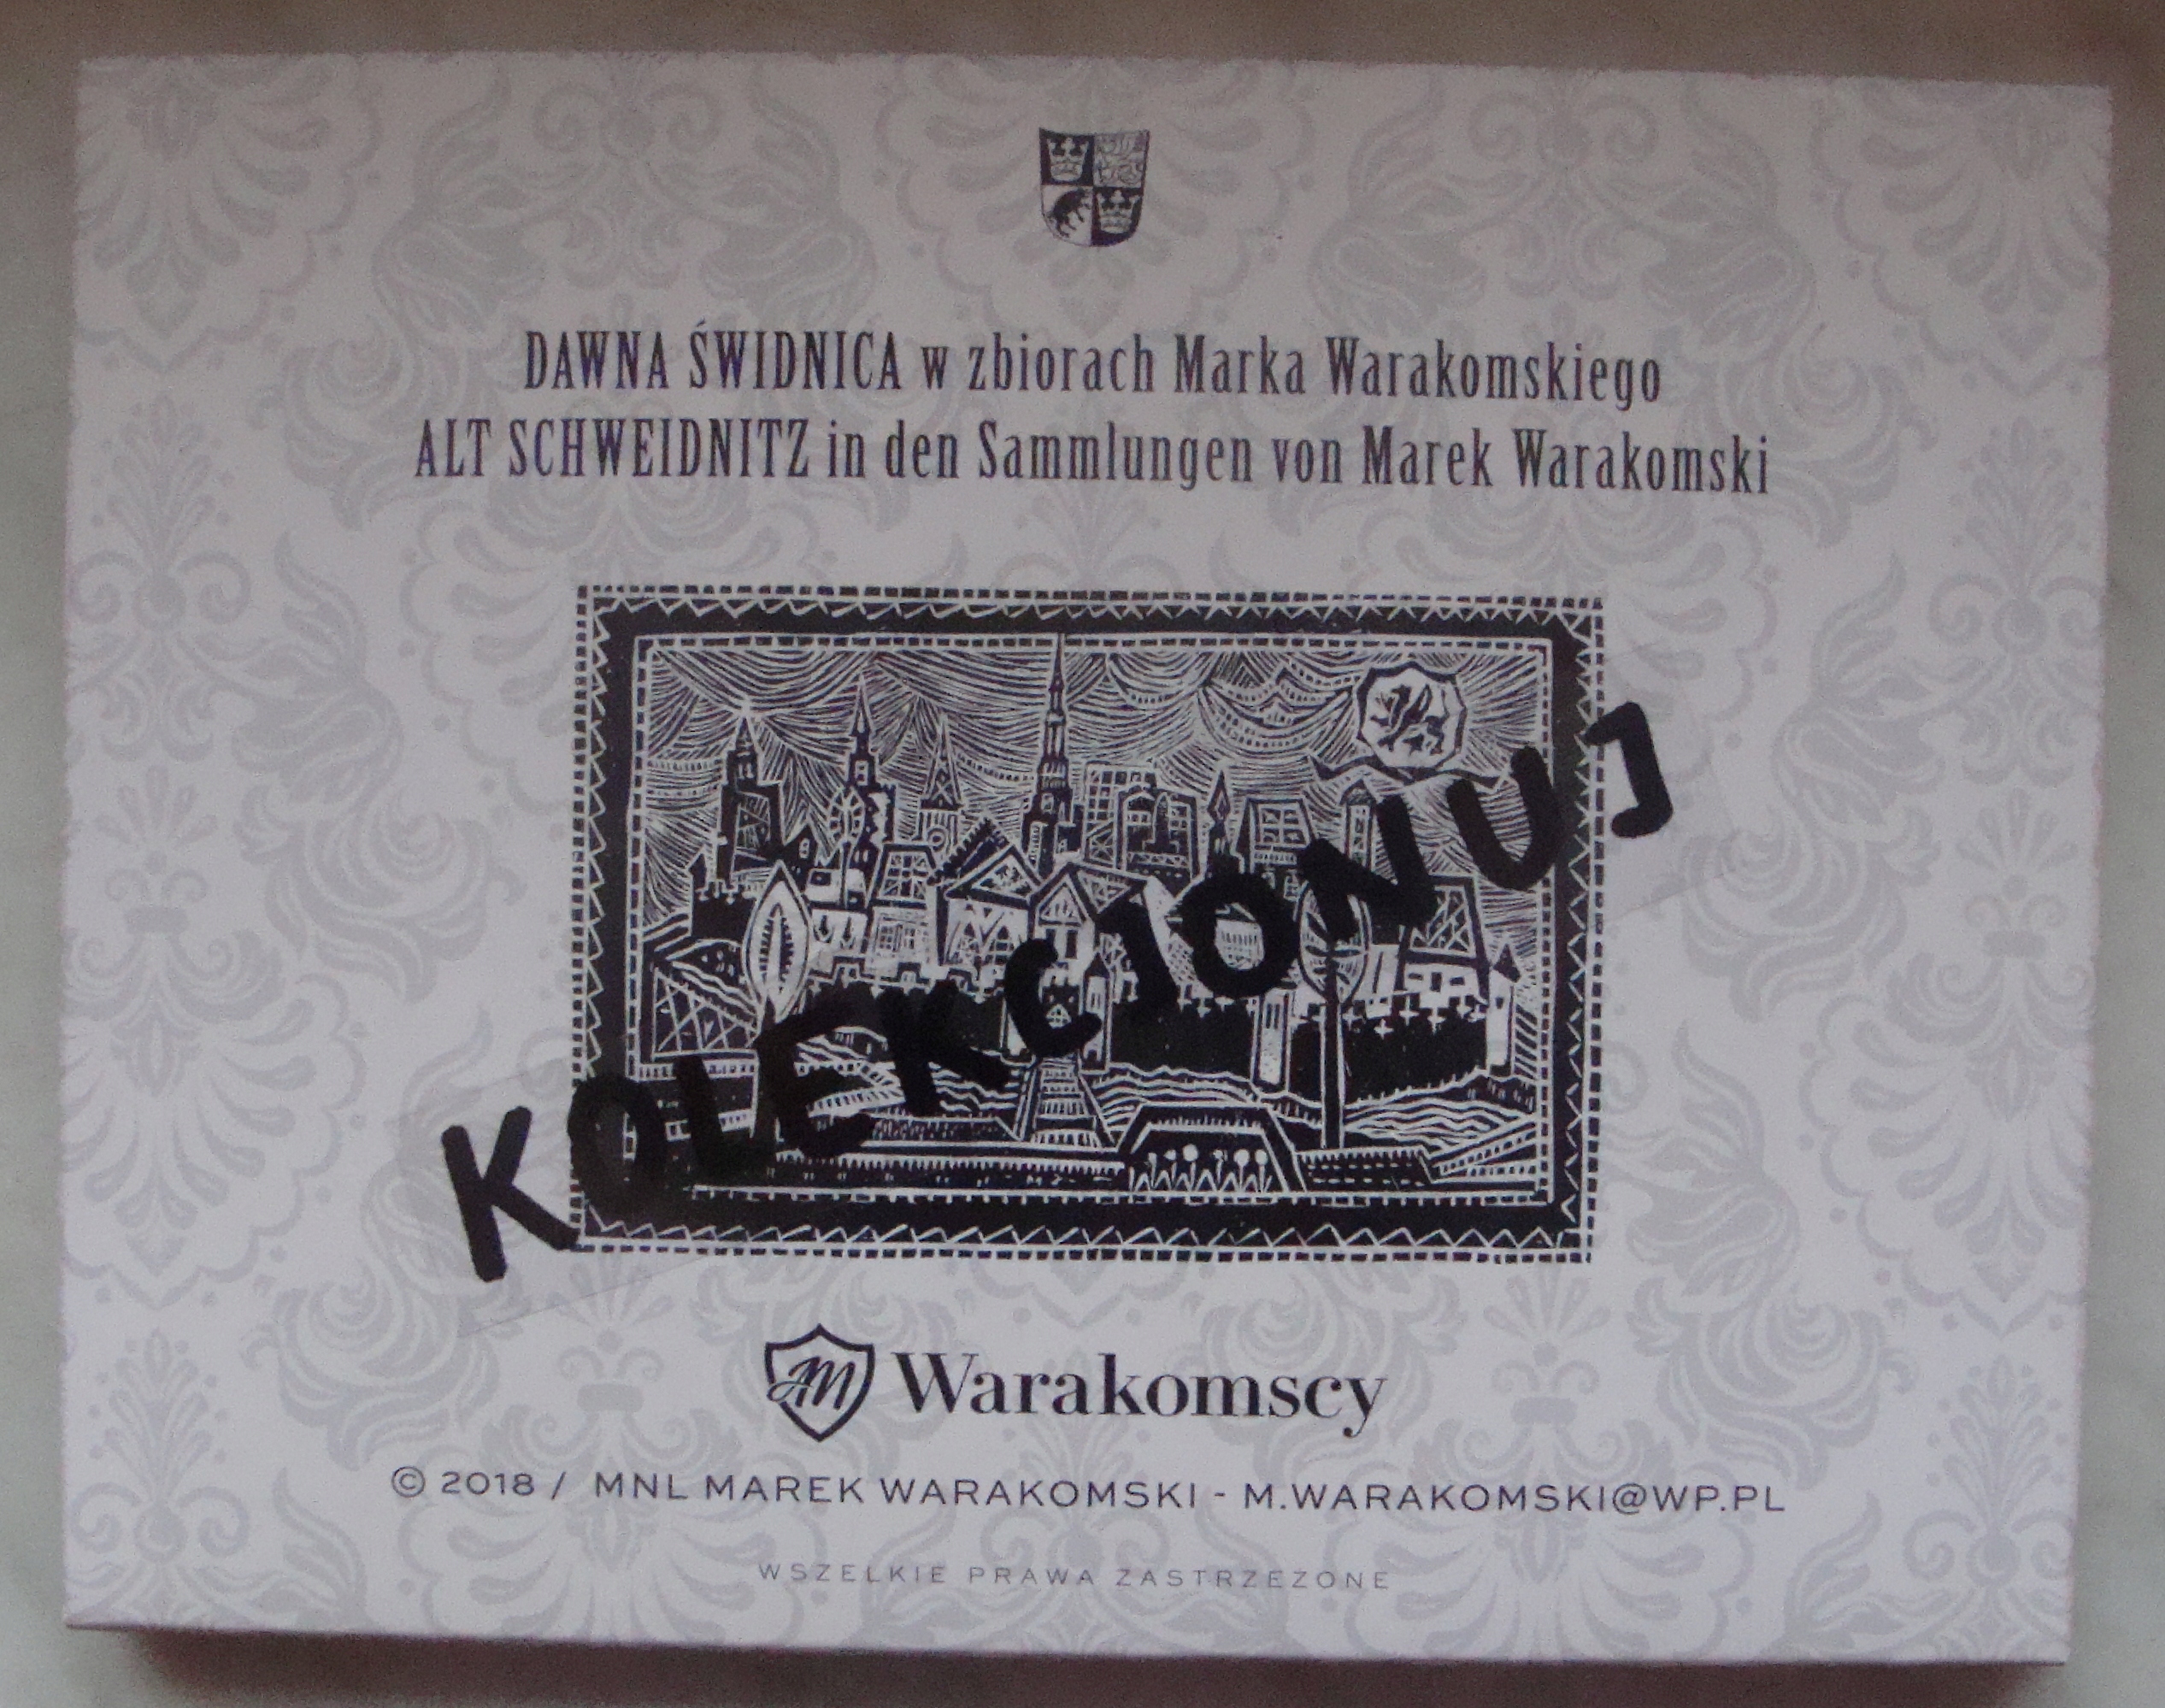 DAWNA ŚWIDNICA w zbiorach Marka Warakomskiego
ALT SCHWEIDNITZ in den Sammlungen von Marek Warakomski
KOLEKCJONUJ
AM Warakomscy
© 2018 / MNL MAREK WARAKOMSKI - M.WARAKOMSKI@WP.PL
WSZELKIE PRAWA ZASTRZEZONE